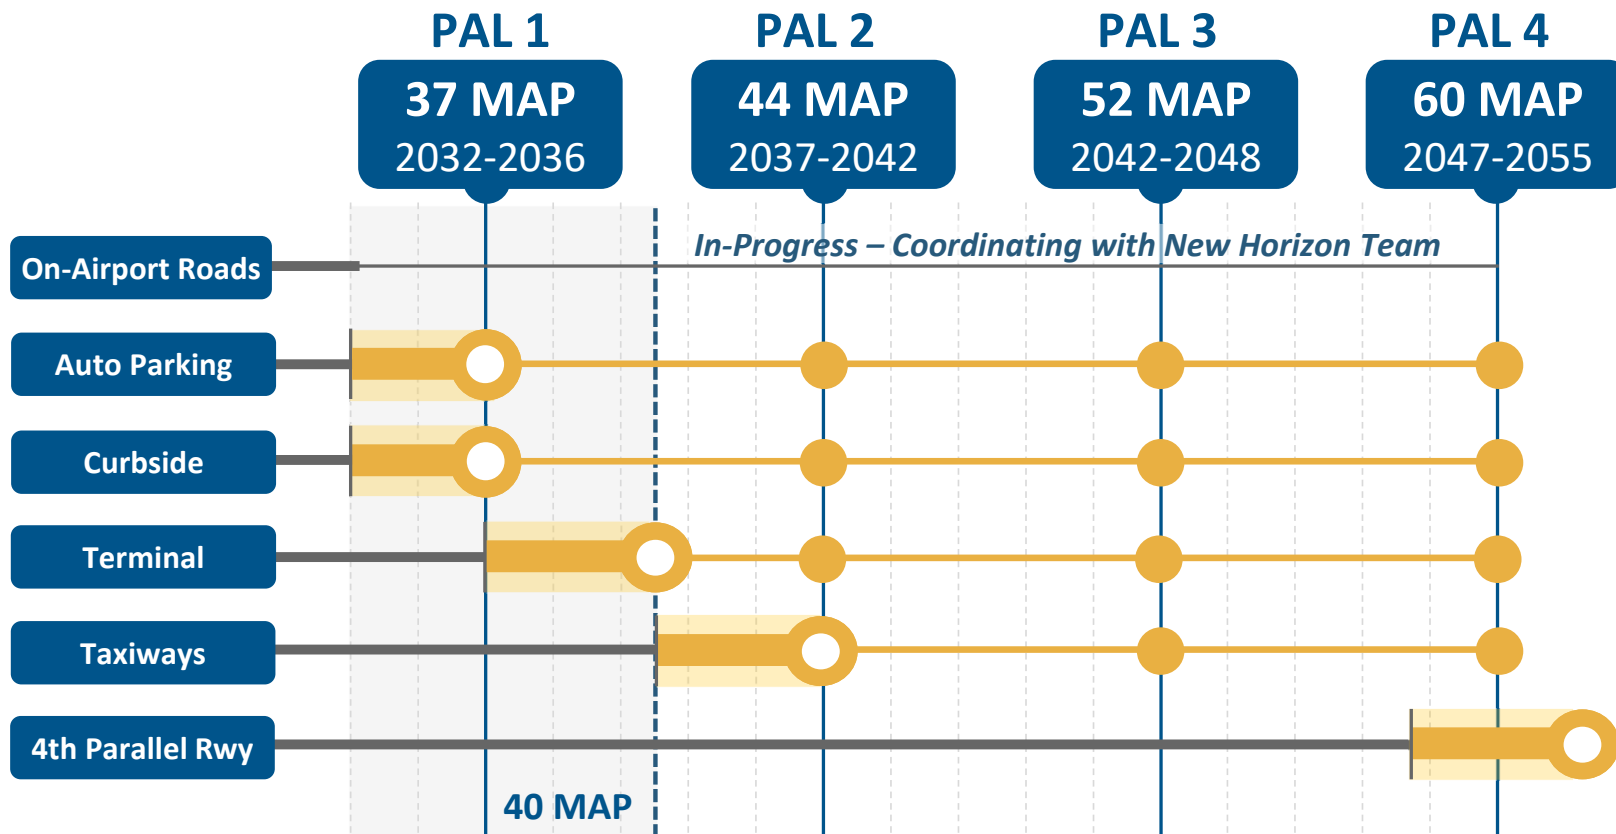 PAL 1
PAL 2
PAL 3
PAL 4
37 MAP
2032-2036
44 MAP
2037-2042
52 MAP
2042-2048
60 MAP
2047-2055
On-Airport Roads
In-Progress – Coordinating with New Horizon Team
Auto Parking
Curbside
Terminal
Taxiways
4th Parallel Rwy
40 MAP